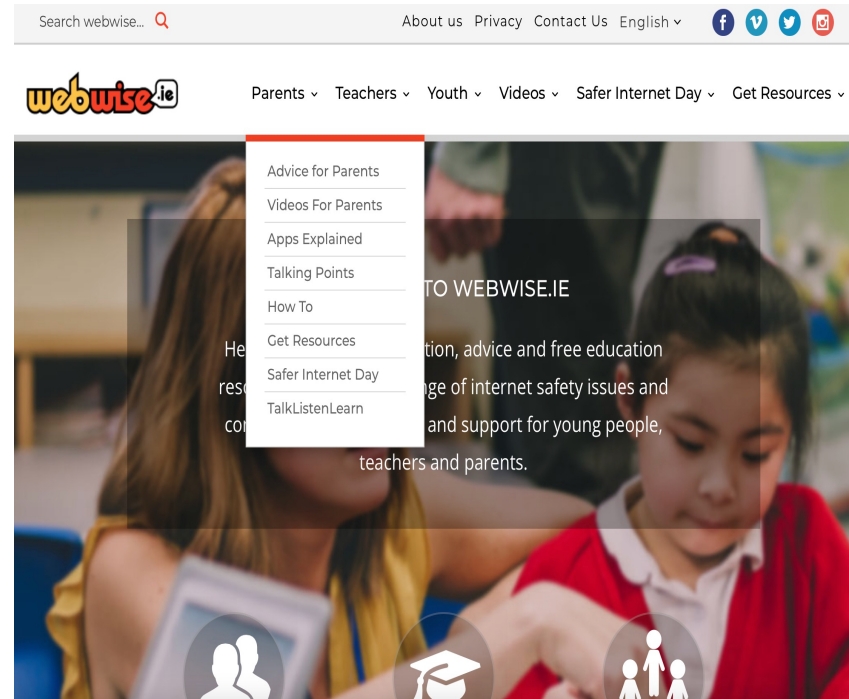 Search webwise...
About us Privacy Contact Us English
webwise.ie
Parents Teachers Youth Videos Safer Internet Day Get Resources
Advice for Parents
Videos For Parents
Apps Explained
Talking Points
How To
Get Resources
Safer Internet Day
TalkListenLearn
TO WEBWISE.IE
tion, advice and free education
of internet safety issues and
and support for young people,
teachers and parents.